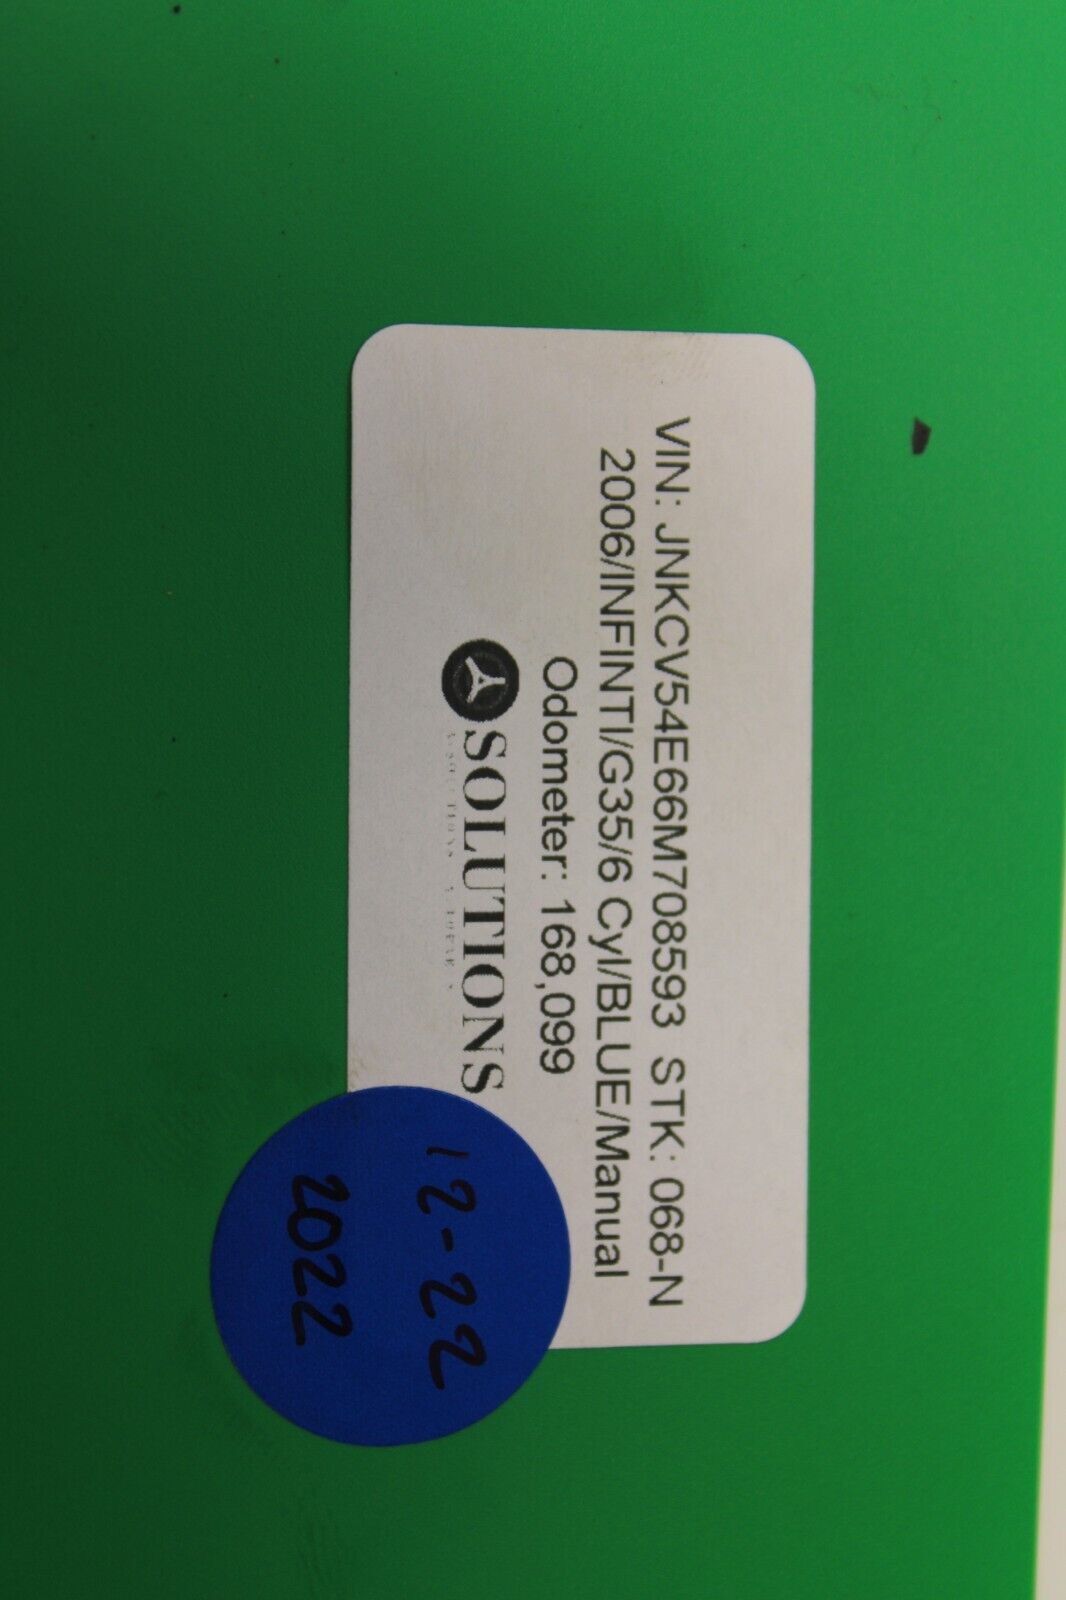 VIN: JNKCV54E66M708593 STK: 068-N
2006/INFINTI/G35/6 Cyl/BLUE/Manual
Odometer: 168,099
SOLUTIONS
12-22
2022